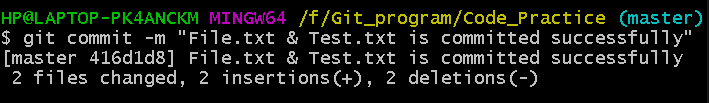 HP@LAPTOP-PK4ANCKM MINGW64 /f/Git_program/Code_Practice (master)
$ git commit -m "File.txt & Test.txt is committed successfully"
[master 416d1d8] File.txt & Test.txt is committed successfully
 2 files changed, 2 insertions(+), 2 deletions(-)